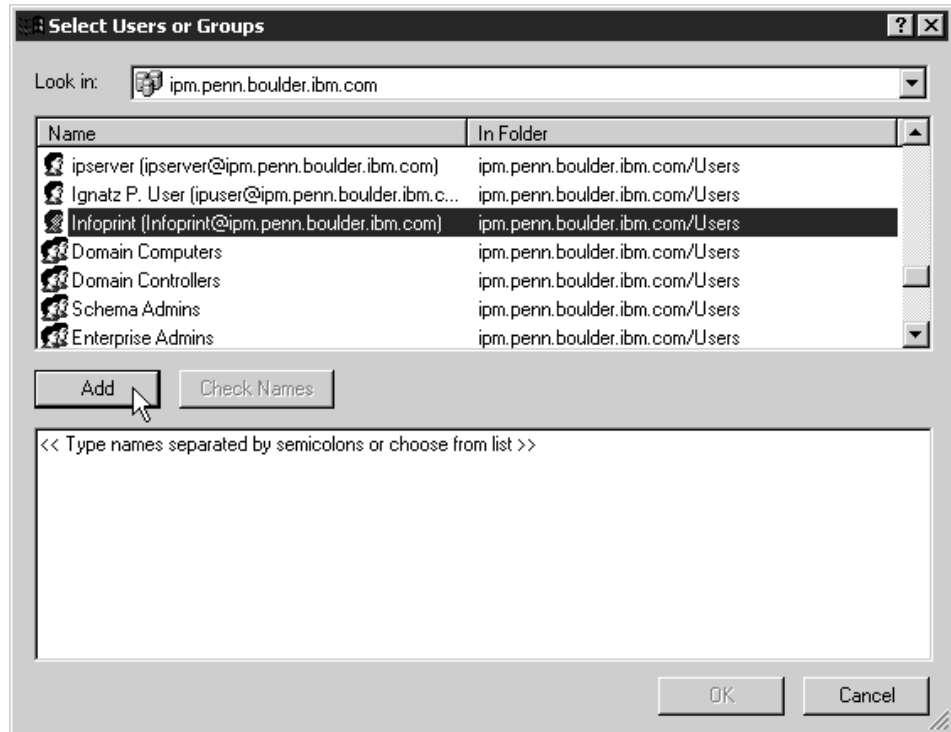 Select Users or Groups
Look in: ipm.penn.boulder.ibm.com
Name In Folder
ipserver (ipserver@ipm.penn.boulder.ibm.com) ipm.penn.boulder.ibm.com/Users
Ignatz P. User (ipuser@ipm.penn.boulder.ibm.c... ipm.penn.boulder.ibm.com/Users
Infoprint (Infoprint@ipm.penn.boulder.ibm.com) ipm.penn.boulder.ibm.com/Users
Domain Computers ipm.penn.boulder.ibm.com/Users
Domain Controllers ipm.penn.boulder.ibm.com/Users
Schema Admins ipm.penn.boulder.ibm.com/Users
Enterprise Admins ipm.penn.boulder.ibm.com/Users
Add Check Names
<< Type names separated by semicolons or choose from list >>
OK Cancel